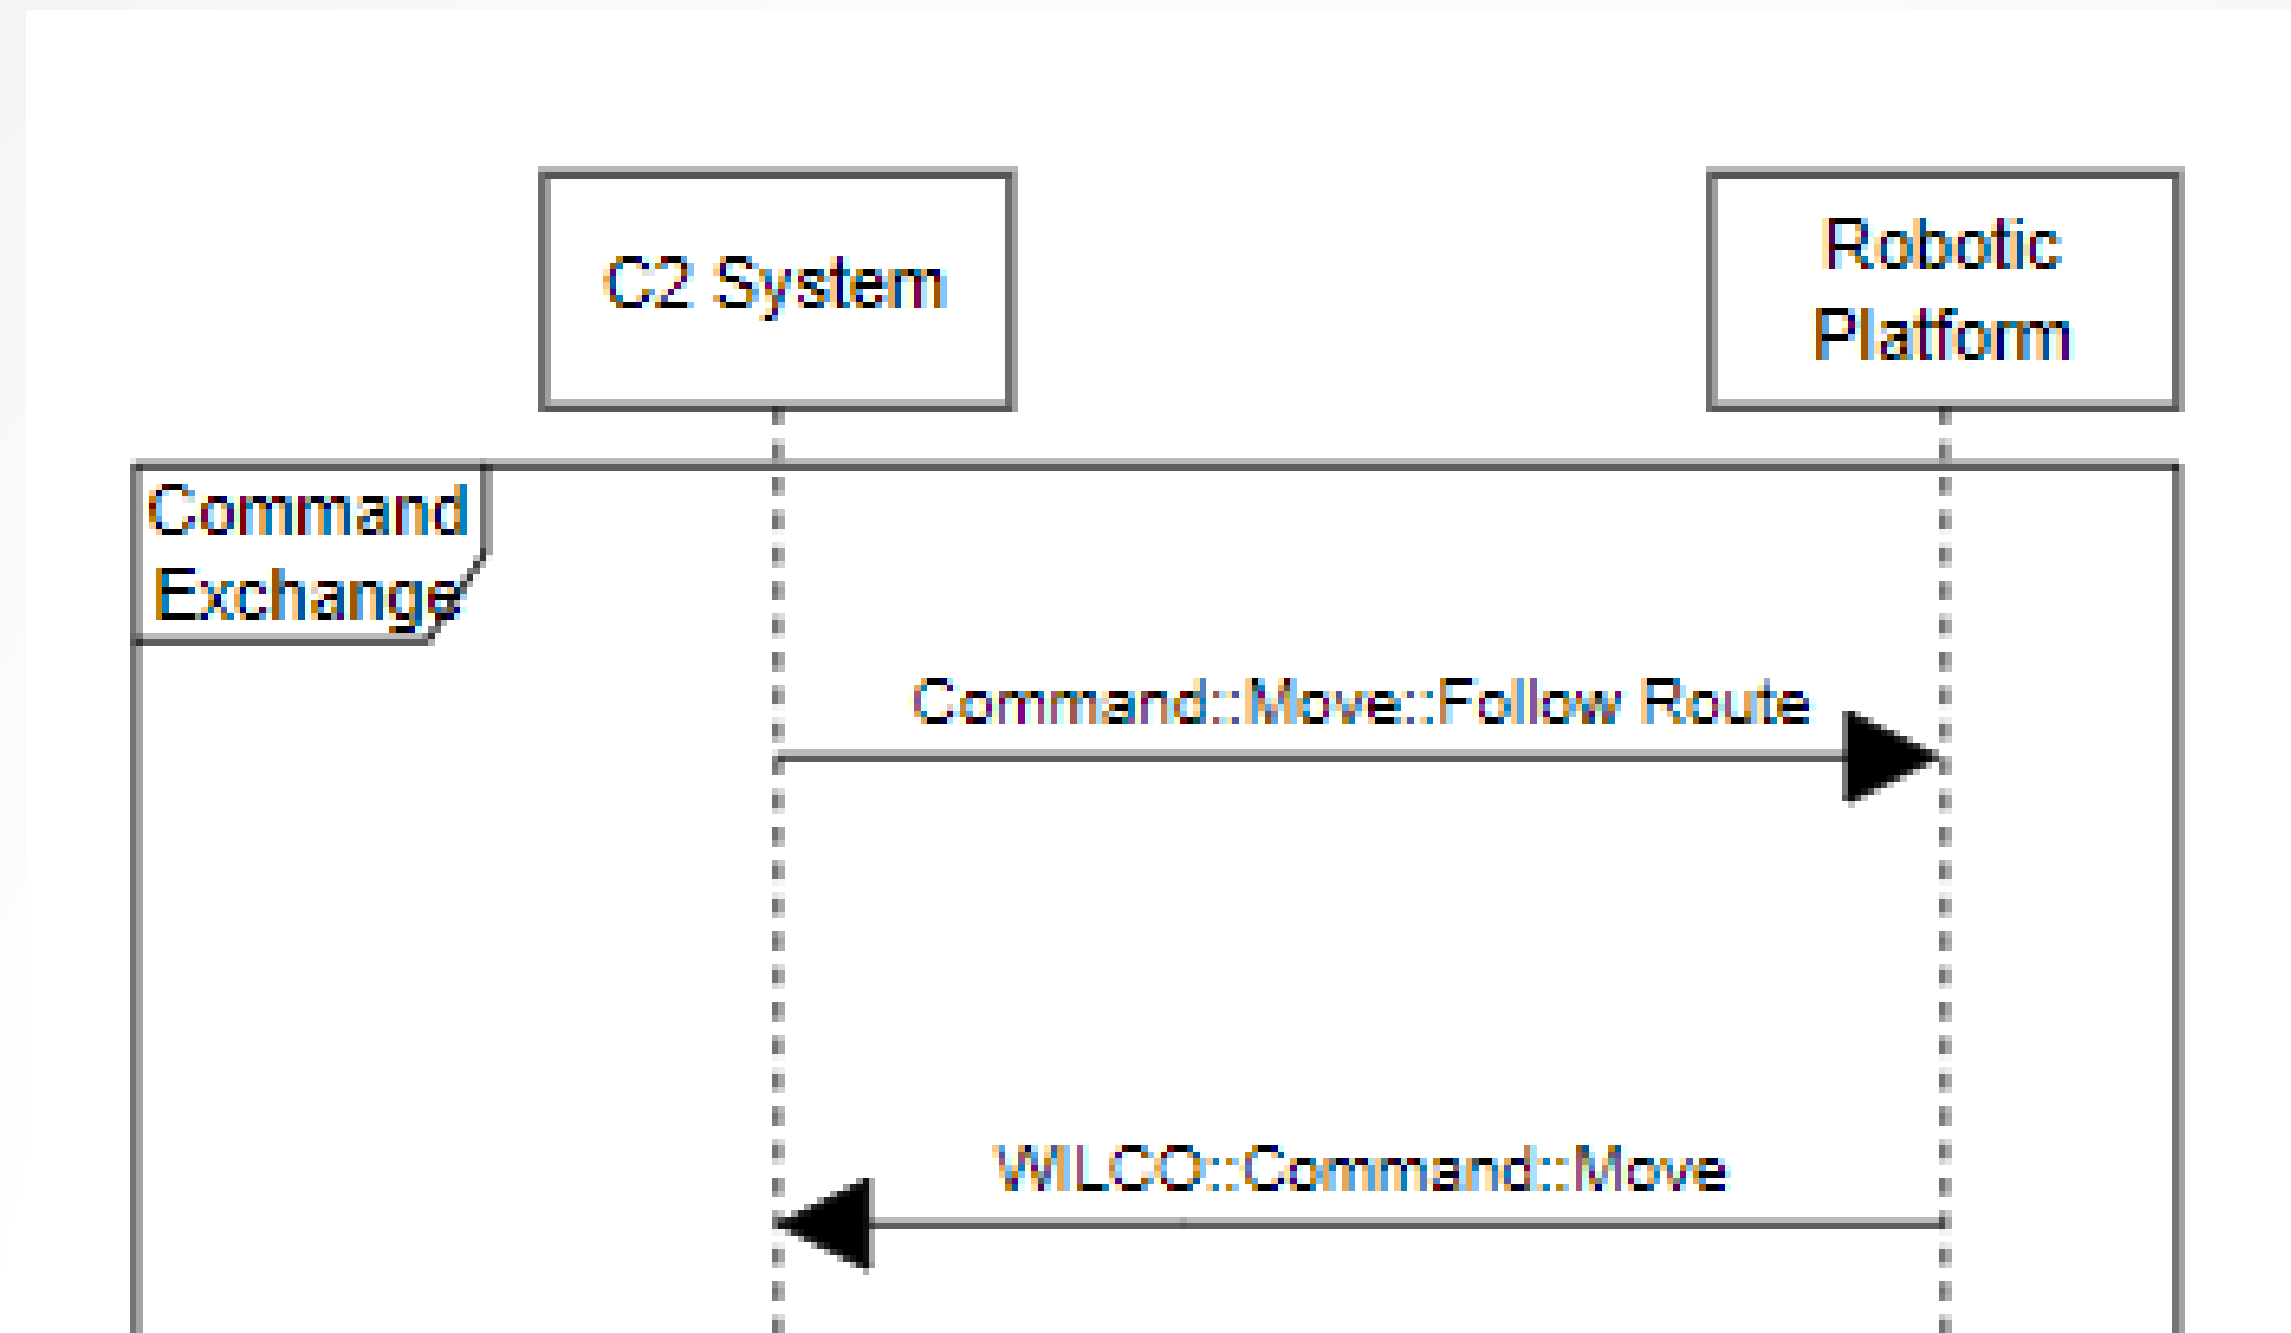 C2 System
Robotic
Platform
Command
Exchange
Command::Move::Follow Route
WILCO::Command::Move